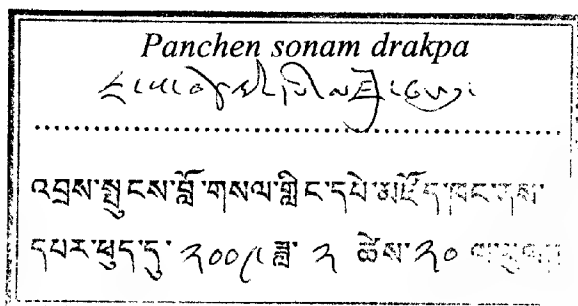 Panchen sonam drakpa
འབྲས་སྤུངས་བློ་གསལ་གླིང་དཔེ་མཛོད་ཁང་ནས་
དཔར་ཕུད་དུ་ ཟླ་ ༢ ཚེས་ ༢༠ ལ་ཕུལ།